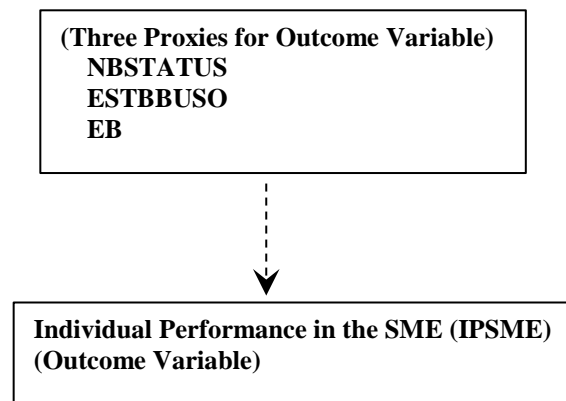 (Three Proxies for Outcome Variable)
NBSTATUS
ESTBBUSO
EB
Individual Performance in the SME (IPSME)
(Outcome Variable)